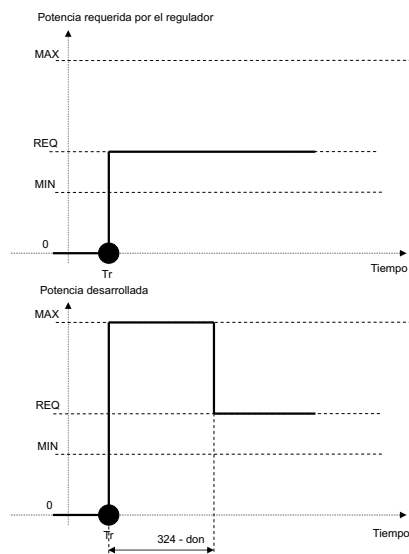 Potencia requerida por el regulador
MAX
REQ
MIN
0
Tr
Tiempo
Potencia desarrollada
MAX
REQ
MIN
0
Tr
Tiempo
324 - don